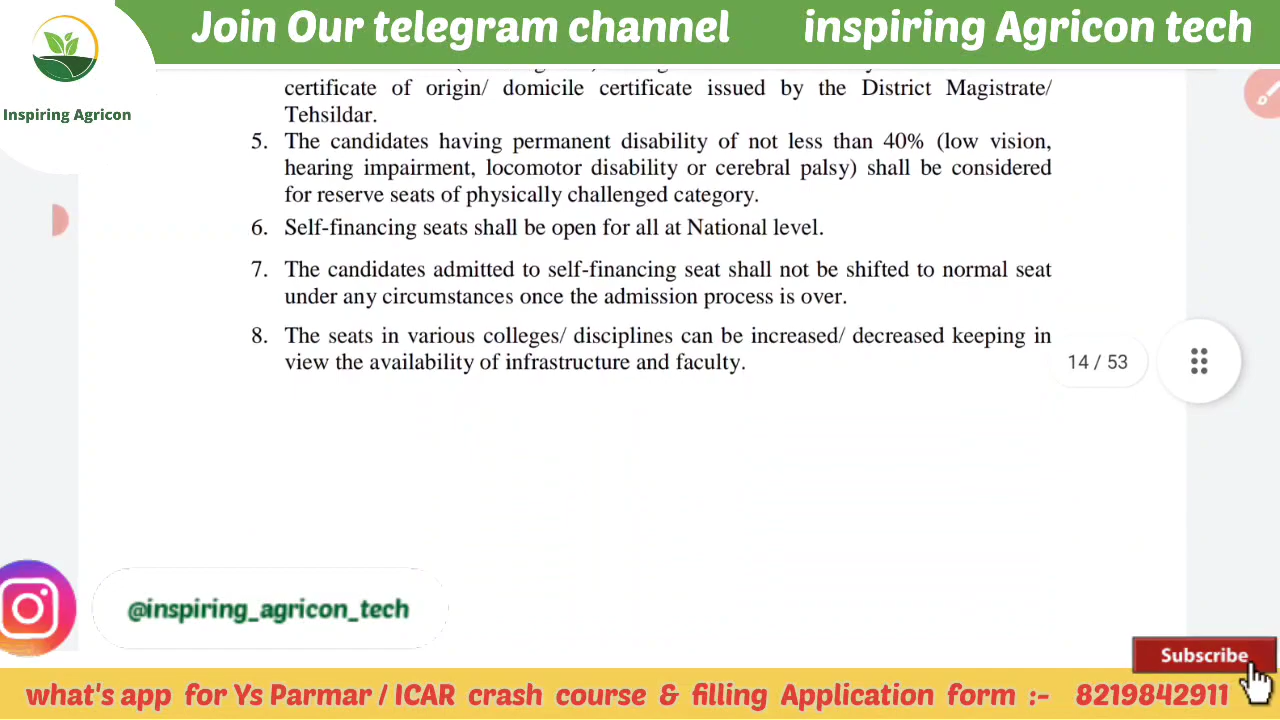 Join Our telegram channel inspiring Agricon tech
Inspiring Agricon
certificate of origin/ domicile certificate issued by the District Magistrate/
Tehsildar.
5. The candidates having permanent disability of not less than 40% (low vision,
hearing impairment, locomotor disability or cerebral palsy) shall be considered
for reserve seats of physically challenged category.
6. Self-financing seats shall be open for all at National level.
7. The candidates admitted to self-financing seat shall not be shifted to normal seat
under any circumstances once the admission process is over.
8. The seats in various colleges/ disciplines can be increased/ decreased keeping in
view the availability of infrastructure and faculty.
14 / 53
@inspiring_agricon_tech
Subscribe
what's app for Ys Parmar / ICAR crash course & filling Application form :- 8219842911